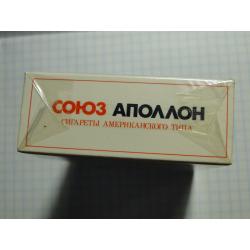 СОЮЗ АПОЛЛОН
СИГАРЕТЫ АМЕРИКАНСКОГО ТИПА